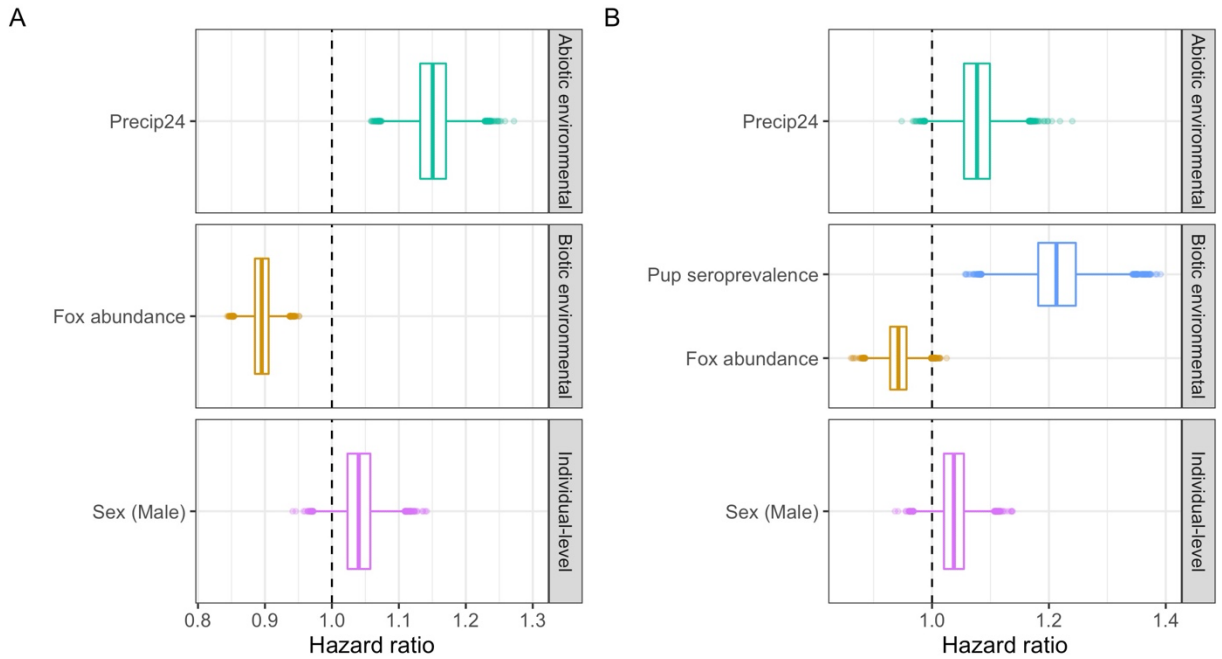 A
Precip24
Abiotic environmental
Fox abundance
Biotic environmental
Sex (Male)
Individual-level
0.8 0.9 1.0 1.1 1.2 1.3
Hazard ratio
B
Precip24
Abiotic environmental
Pup seroprevalence
Fox abundance
Biotic environmental
Sex (Male)
Individual-level
1.0 1.2 1.4
Hazard ratio